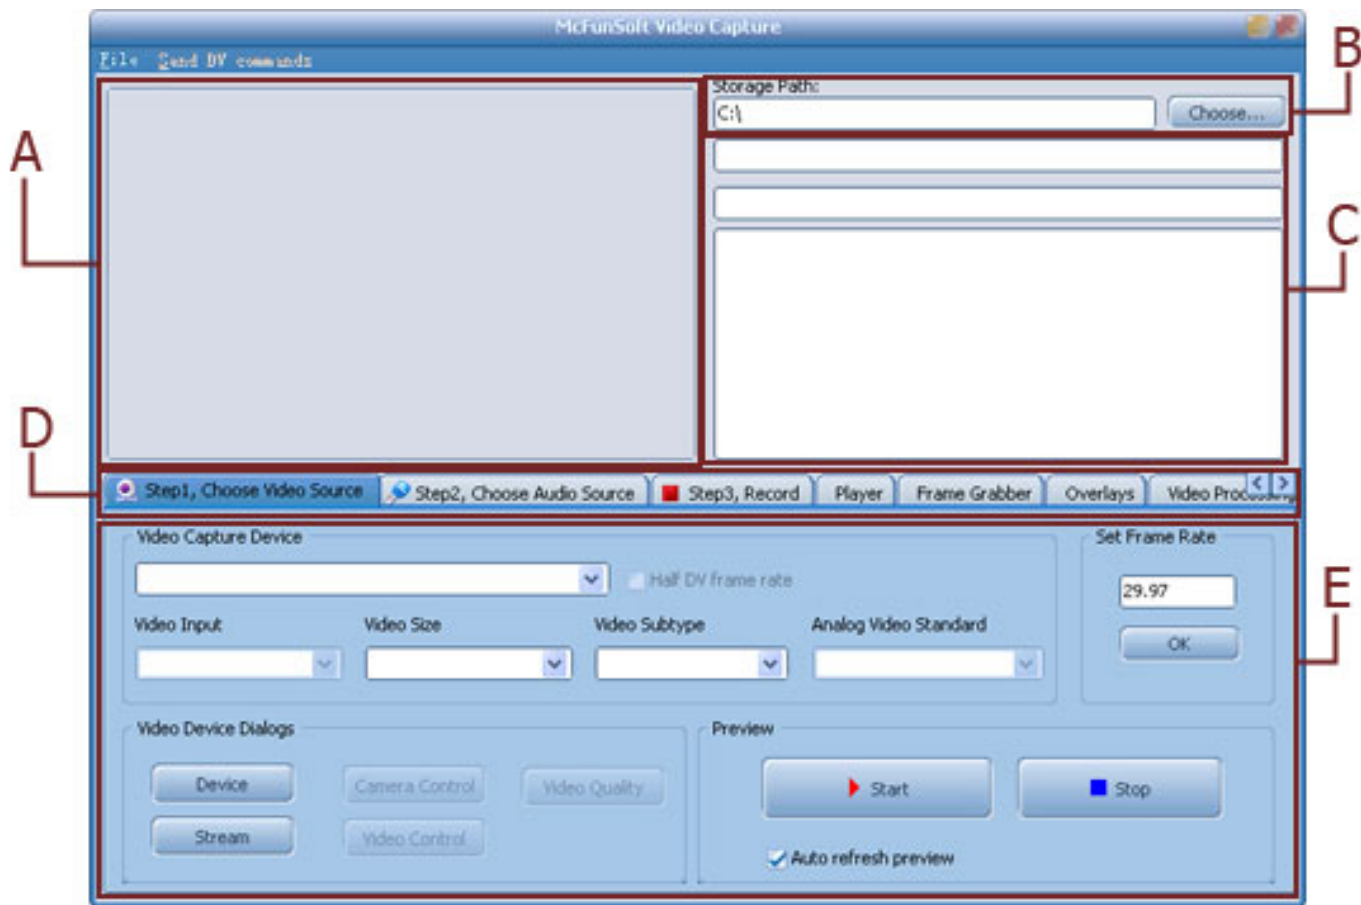 McFunSoft Video Capture
File Send DV commands
A
B
Storage Path:
C:\ Choose...
C
D
Step1, Choose Video Source Step2, Choose Audio Source Step3, Record Player Frame Grabber Overlays Video Processing
E
Video Capture Device
Half DV frame rate
Video Input Video Size Video Subtype Analog Video Standard
Set Frame Rate
29.97
OK
Video Device Dialogs
Device Camera Control Video Quality
Stream Video Control
Preview
Start Stop
Auto refresh preview